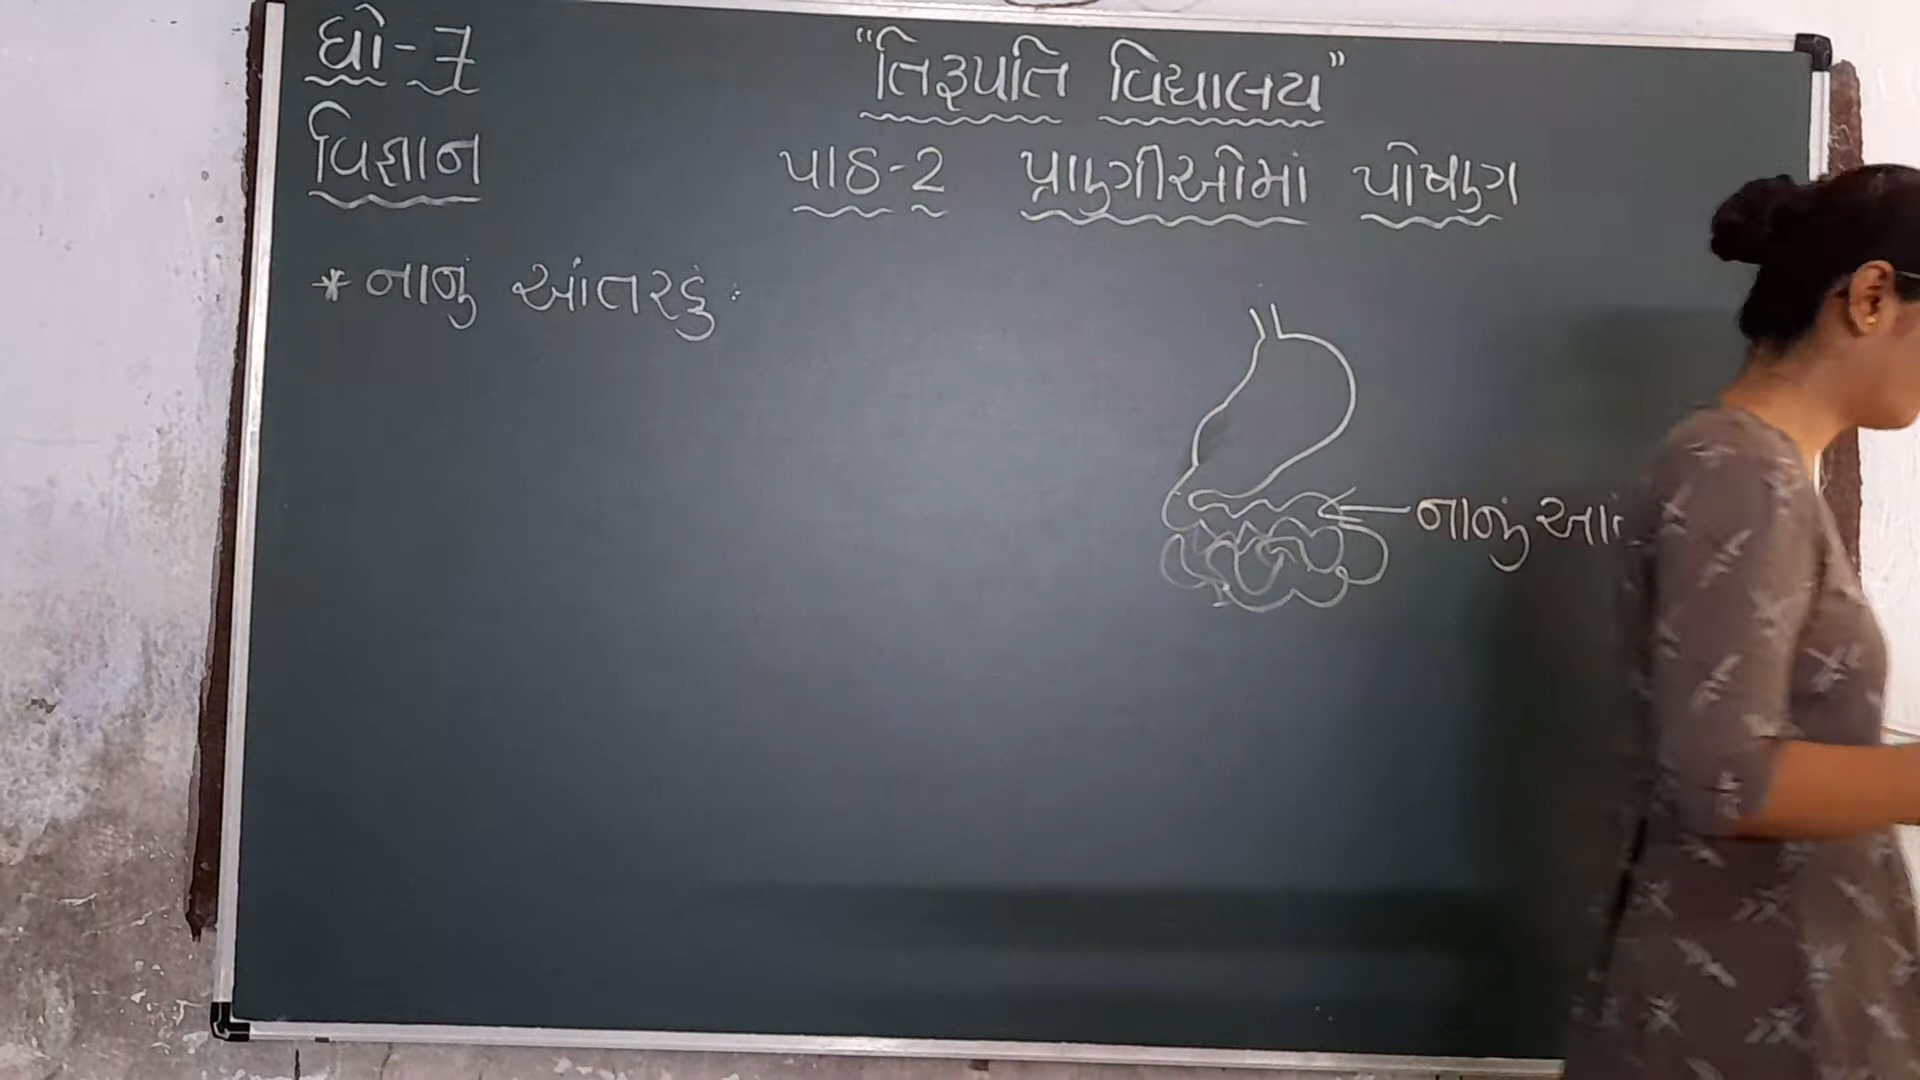 ધો-7
"તિરૂપતિ વિદ્યાલય"
વિજ્ઞાન
પાઠ-2 પ્રાણીઓમાં પોષણ
* નાનું આંતરડું:
નાનું આં